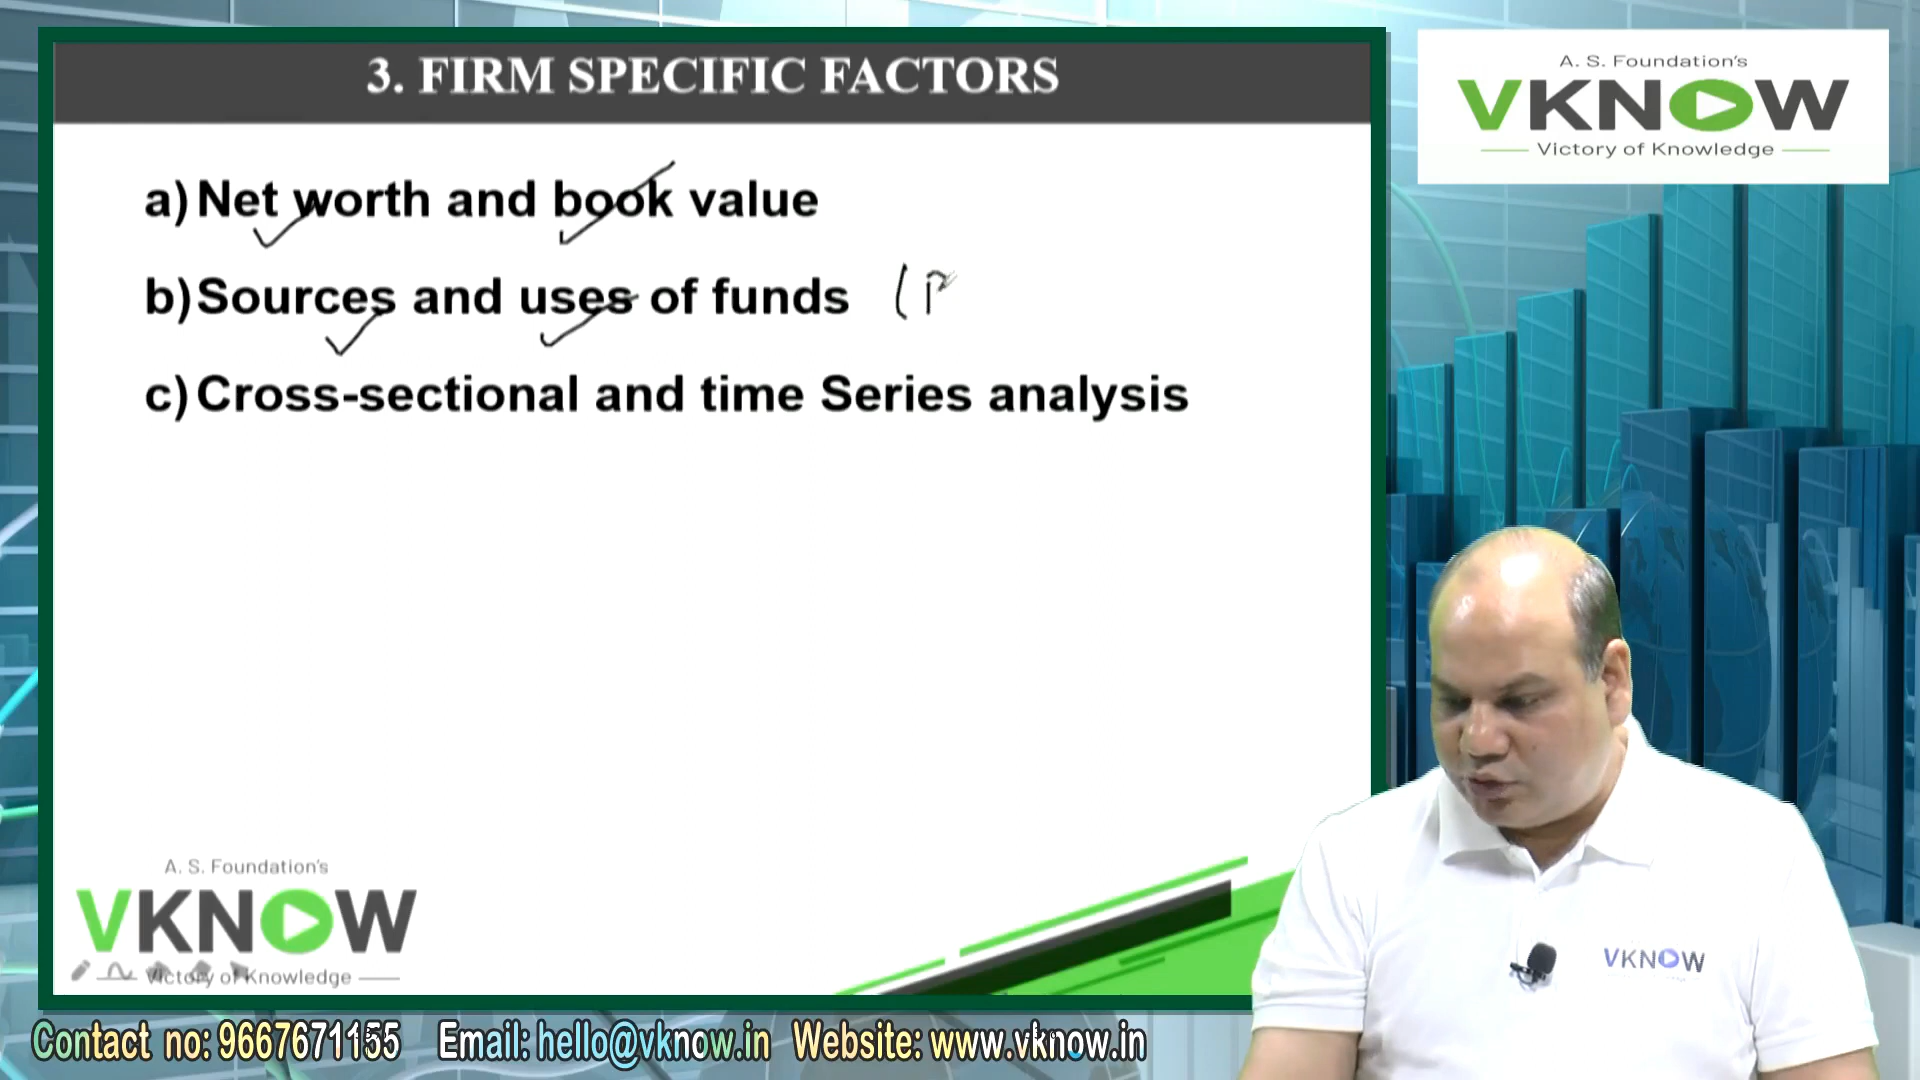 3. FIRM SPECIFIC FACTORS
a) Net worth and book value
b) Sources and uses of funds
c) Cross-sectional and time Series analysis
A. S. Foundation's
VKNOW
Victory of Knowledge
A. S. Foundation's
VKNOW
Victory of Knowledge
VKNOW
Contact no: 9667671155 Email: hello@vknow.in Website: www.vknow.in